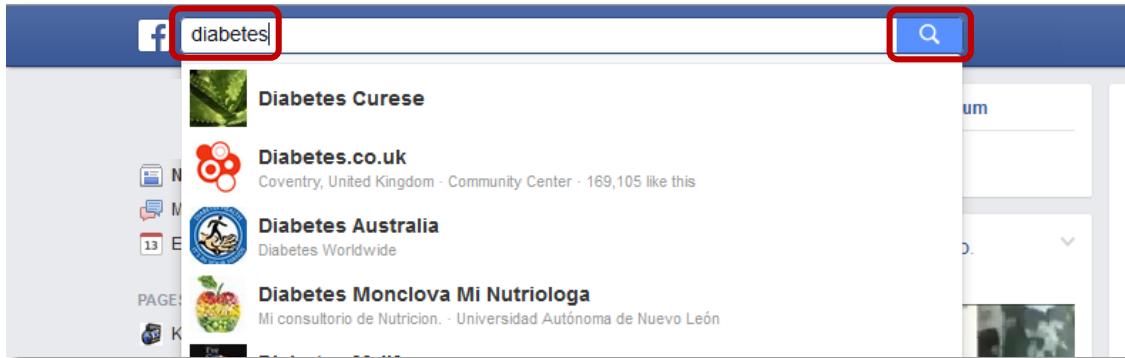 f diabetes
Diabetes Curese
um
Diabetes.co.uk
Coventry, United Kingdom · Community Center · 169,105 like this
N
M
Diabetes Australia
Diabetes Worldwide
13 E
Diabetes Monclova Mi Nutriologa
Mi consultorio de Nutricion. · Universidad Autónoma de Nuevo León
PAGES
K